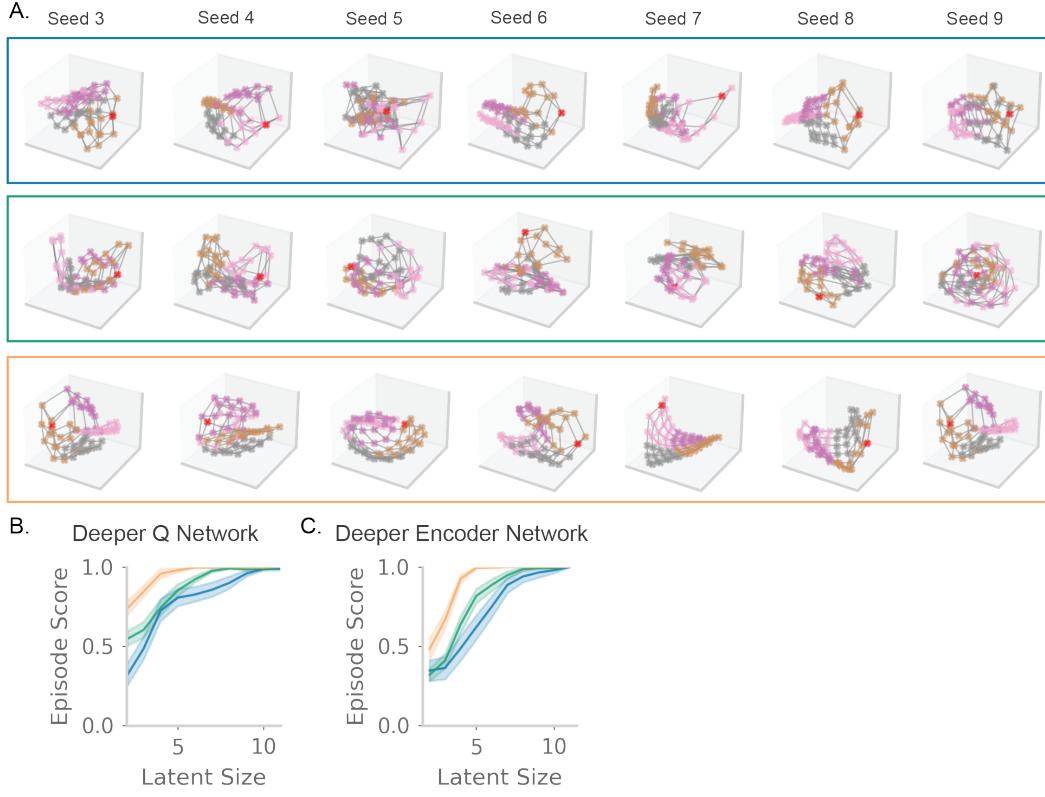 A.
Seed 3 Seed 4 Seed 5 Seed 6 Seed 7 Seed 8 Seed 9
B. Deeper Q Network
1.0
0.5
0.0
Episode Score
5 10
Latent Size
C. Deeper Encoder Network
1.0
0.5
0.0
Episode Score
5 10
Latent Size